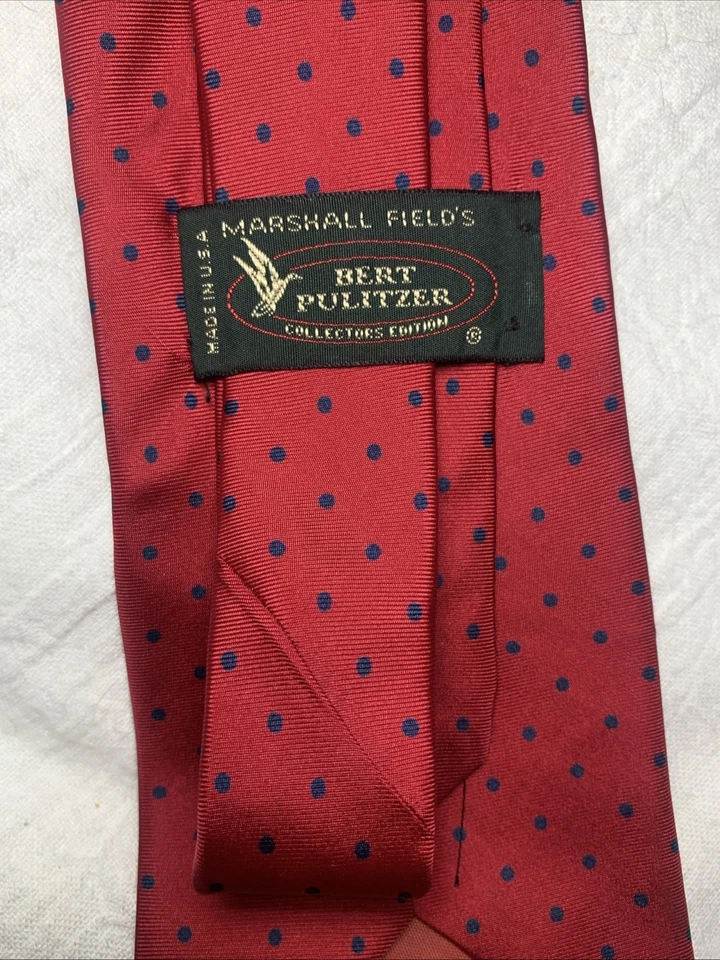 MARSHALL FIELD'S
MADE IN U.S.A
BERT
PULITZER
COLLECTORS EDITION
®